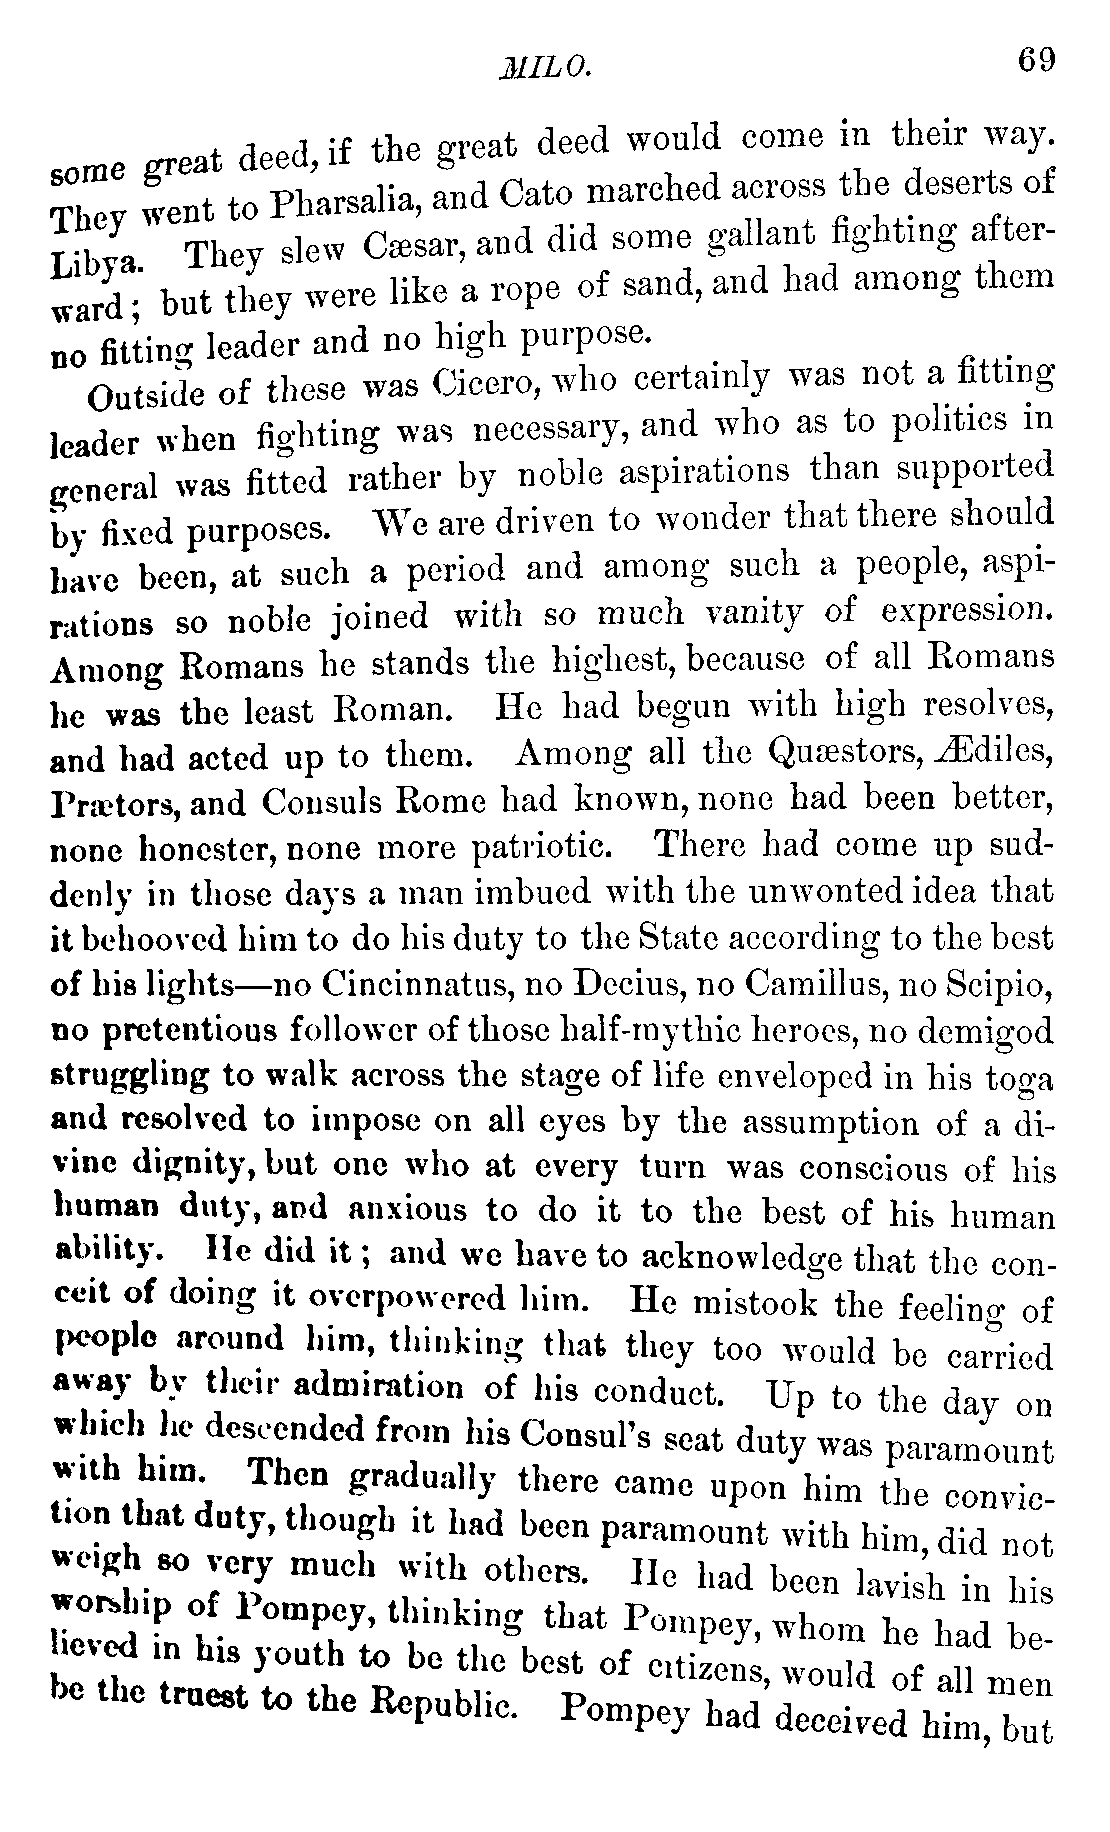 MILO. 69
some great deed, if the great deed would come in their way.
They went to Pharsalia, and Cato marched across the deserts of
Libya. They slew Cæsar, and did some gallant fighting after-
ward; but they were like a rope of sand, and had among them
no fitting leader and no high purpose.
Outside of these was Cicero, who certainly was not a fitting
leader when fighting was necessary, and who as to politics in
general was fitted rather by noble aspirations than supported
by fixed purposes. We are driven to wonder that there should
have been, at such a period and among such a people, aspi-
rations so noble joined with so much vanity of expression.
Among Romans he stands the highest, because of all Romans
he was the least Roman. He had begun with high resolves,
and had acted up to them. Among all the Quæstors, Ædiles,
Prætors, and Consuls Rome had known, none had been better,
none honester, none more patriotic. There had come up sud-
denly in those days a man imbued with the unwonted idea that
it behooved him to do his duty to the State according to the best
of his lights—no Cincinnatus, no Decius, no Camillus, no Scipio,
no pretentious follower of those half-mythic heroes, no demigod
struggling to walk across the stage of life enveloped in his toga
and resolved to impose on all eyes by the assumption of a di-
vine dignity, but one who at every turn was conscious of his
human duty, and anxious to do it to the best of his human
ability. He did it; and we have to acknowledge that the con-
ceit of doing it overpowered him. He mistook the feeling of
people around him, thinking that they too would be carried
away by their admiration of his conduct. Up to the day on
which he descended from his Consul's seat duty was paramount
with him. Then gradually there came upon him the convic-
tion that duty, though it had been paramount with him, did not
weigh so very much with others. He had been lavish in his
worship of Pompey, thinking that Pompey, whom he had be-
lieved in his youth to be the best of citizens, would of all men
be the truest to the Republic. Pompey had deceived him, but